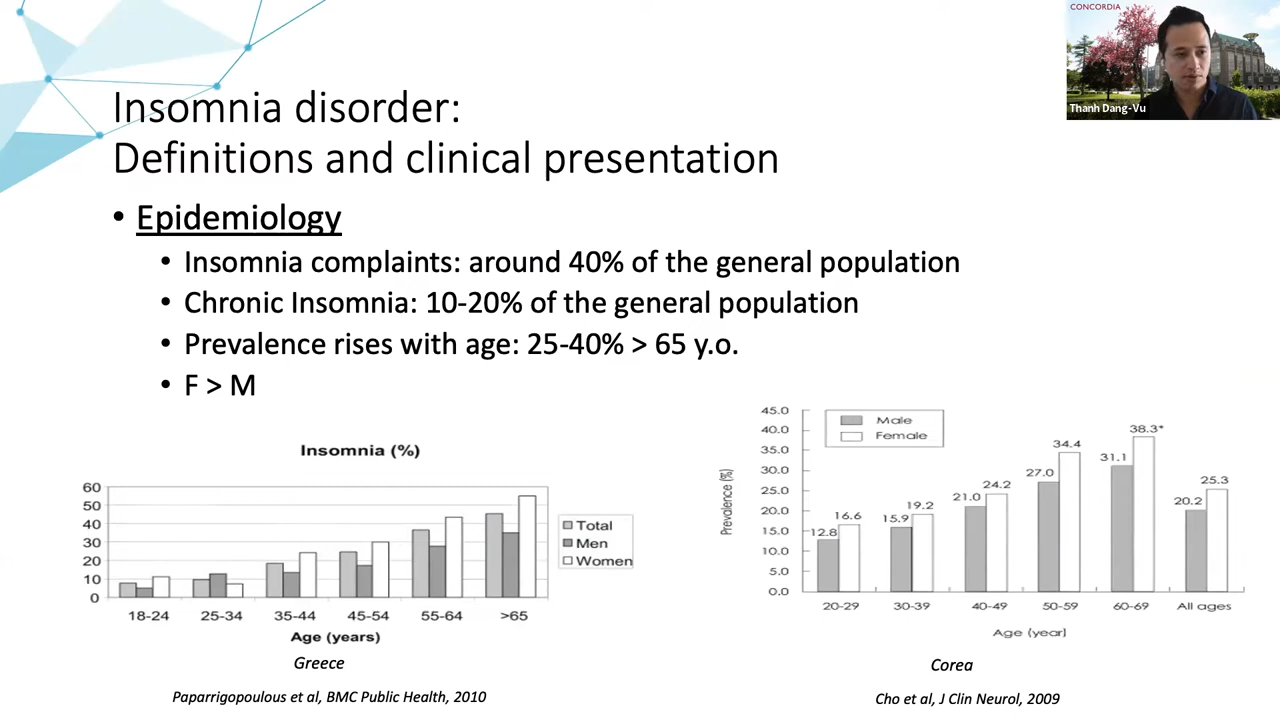 CONCORDIA
Thanh Dang-Vu
Insomnia disorder:
Definitions and clinical presentation
• Epidemiology
• Insomnia complaints: around 40% of the general population
• Chronic Insomnia: 10-20% of the general population
• Prevalence rises with age: 25-40% > 65 y.o.
• F > M
Insomnia (%)
60
50
40
30
20
10
0
18-24 25-34 35-44 45-54 55-64 >65
Age (years)
Total
Men
Women
Greece
Paparrigopoulous et al, BMC Public Health, 2010
Prevalence (%)
45.0
40.0
35.0
30.0
25.0
20.0
15.0
10.0
5.0
0.0
Male
Female
12.8 16.6 15.9 19.2 21.0 24.2 27.0 34.4 31.1 38.3* 20.2 25.3
20-29 30-39 40-49 50-59 60-69 All ages
Age (year)
Corea
Cho et al, J Clin Neurol, 2009